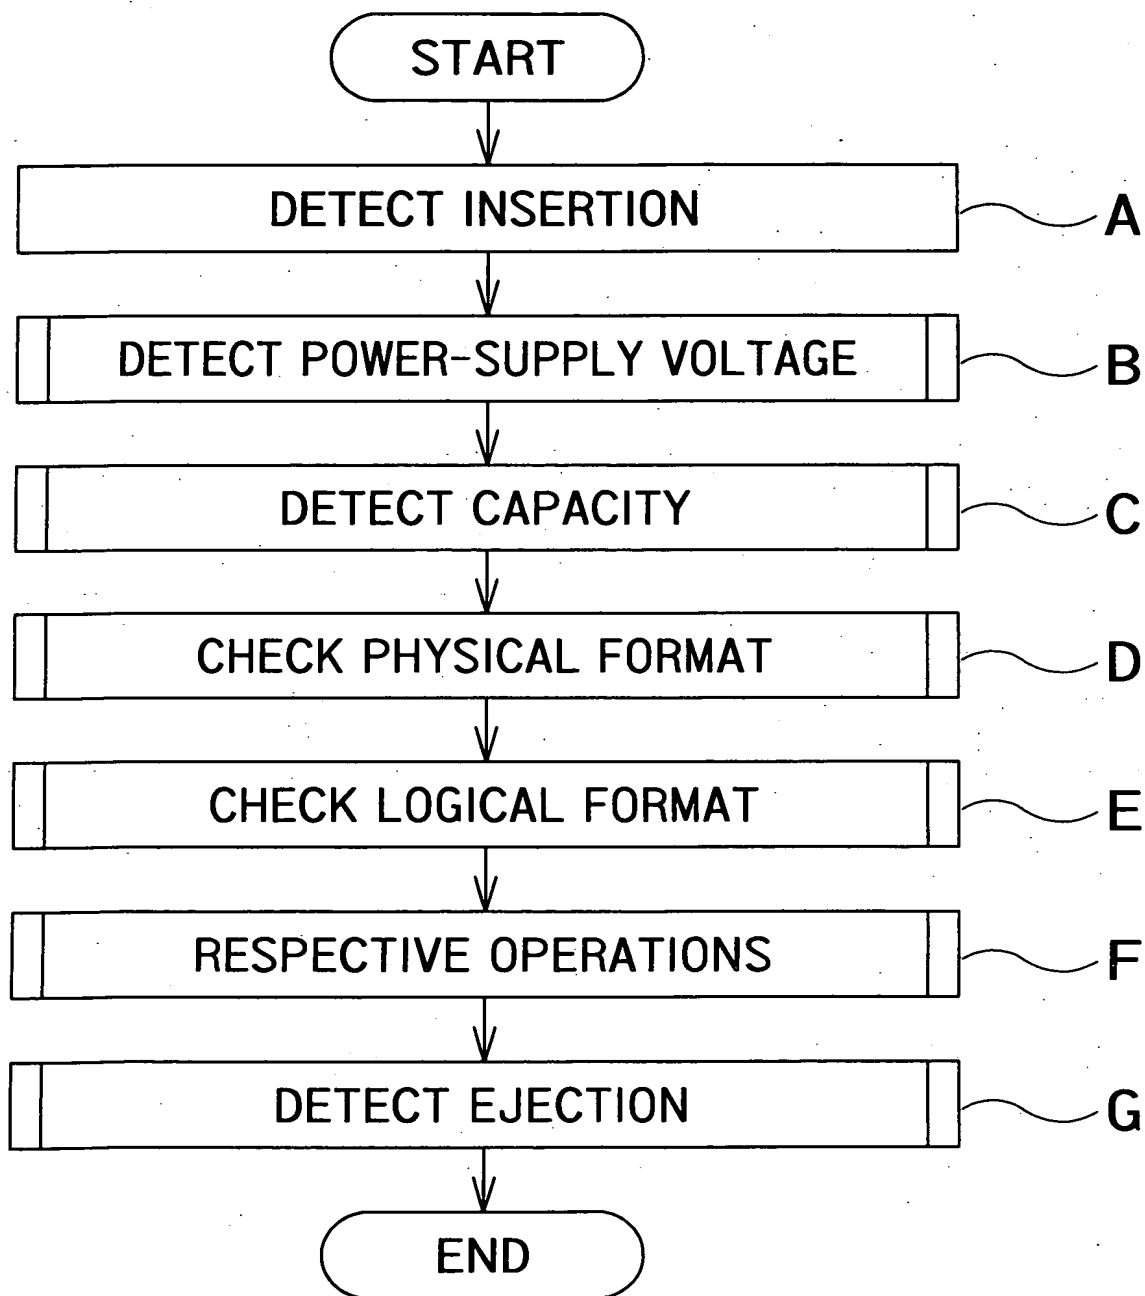 START
DETECT INSERTION
A
DETECT POWER-SUPPLY VOLTAGE
B
DETECT CAPACITY
C
CHECK PHYSICAL FORMAT
D
CHECK LOGICAL FORMAT
E
RESPECTIVE OPERATIONS
F
DETECT EJECTION
G
END